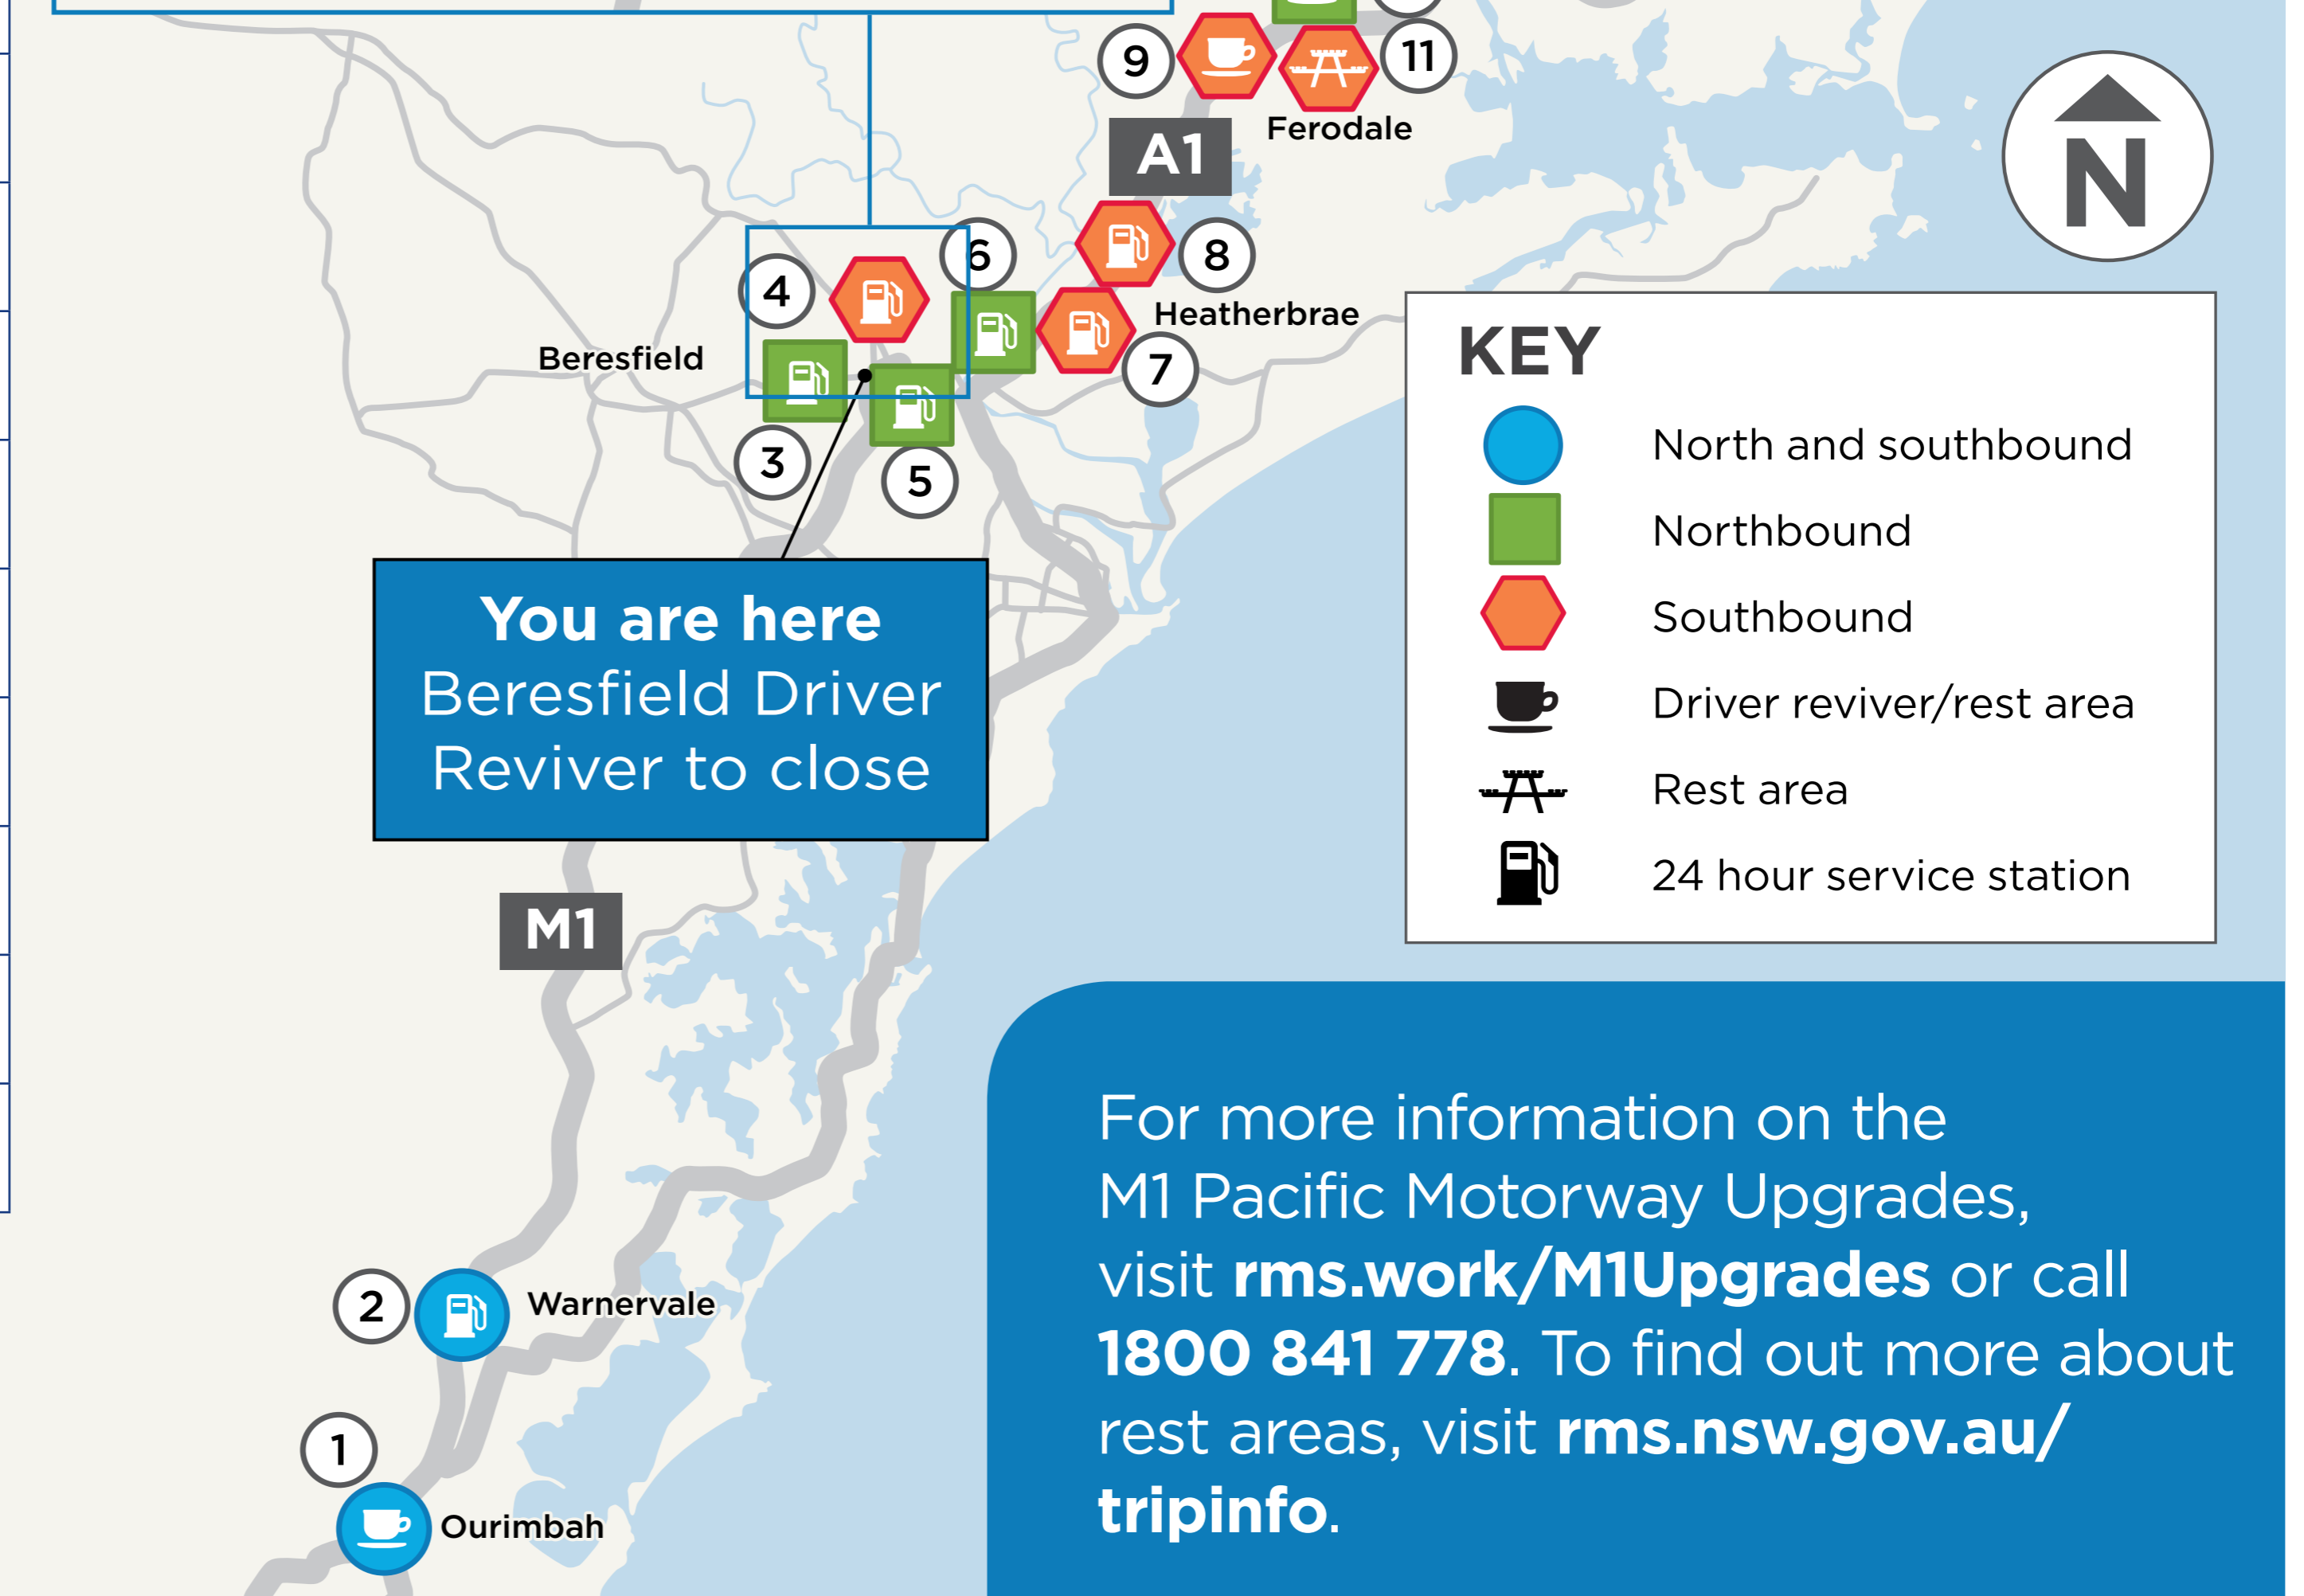 9
11
Ferodale
A1
6
8
4
Heatherbrae
Beresfield
7
3
5
N
KEY
North and southbound
Northbound
Southbound
Driver reviver/rest area
Rest area
24 hour service station
You are here
Beresfield Driver
Reviver to close
M1
For more information on the
M1 Pacific Motorway Upgrades,
visit rms.work/M1Upgrades or call
1800 841 778. To find out more about
rest areas, visit rms.nsw.gov.au/
tripinfo.
2
Warnervale
1
Ourimbah